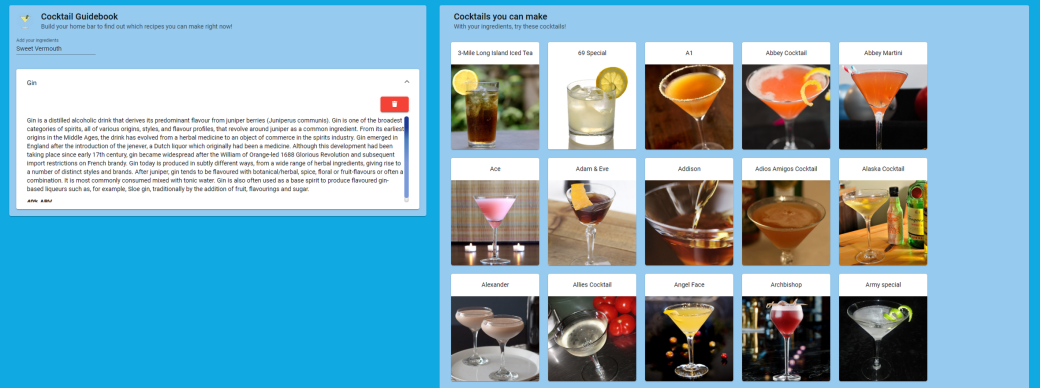 Cocktail Guidebook
Build your home bar to find out which recipes you can make right now!
Add your ingredients
Sweet Vermouth
Gin
Gin is a distilled alcoholic drink that derives its predominant flavour from juniper berries (Juniperus communis). Gin is one of the broadest
categories of spirits, all of various origins, styles, and flavour profiles, that revolve around juniper as a common ingredient. From its earliest
origins in the Middle Ages, the drink has evolved from a herbal medicine to an object of commerce in the spirits industry. Gin emerged in
England after the introduction of the jenever, a Dutch liquor which originally had been a medicine. Although this development had been
taking place since early 17th century, gin became widespread after the William of Orange-led 1688 Glorious Revolution and subsequent
import restrictions on French brandy. Gin today is produced in subtly different ways, from a wide range of herbal ingredients, giving rise to
a number of distinct styles and brands. After juniper, gin tends to be flavoured with botanical/herbal, spice, floral or fruit-flavours or often a
combination. It is most commonly consumed mixed with tonic water. Gin is also often used as a base spirit to produce flavoured gin-
based liqueurs such as, for example, Sloe gin, traditionally by the addition of fruit, flavourings and sugar.
Cocktails you can make
With your ingredients, try these cocktails!
3-Mile Long Island Iced Tea
69 Special
A1
Abbey Cocktail
Abbey Martini
Ace
Adam & Eve
Addison
Adios Amigos Cocktail
Alaska Cocktail
Alexander
Allies Cocktail
Angel Face
Archbishop
Army special